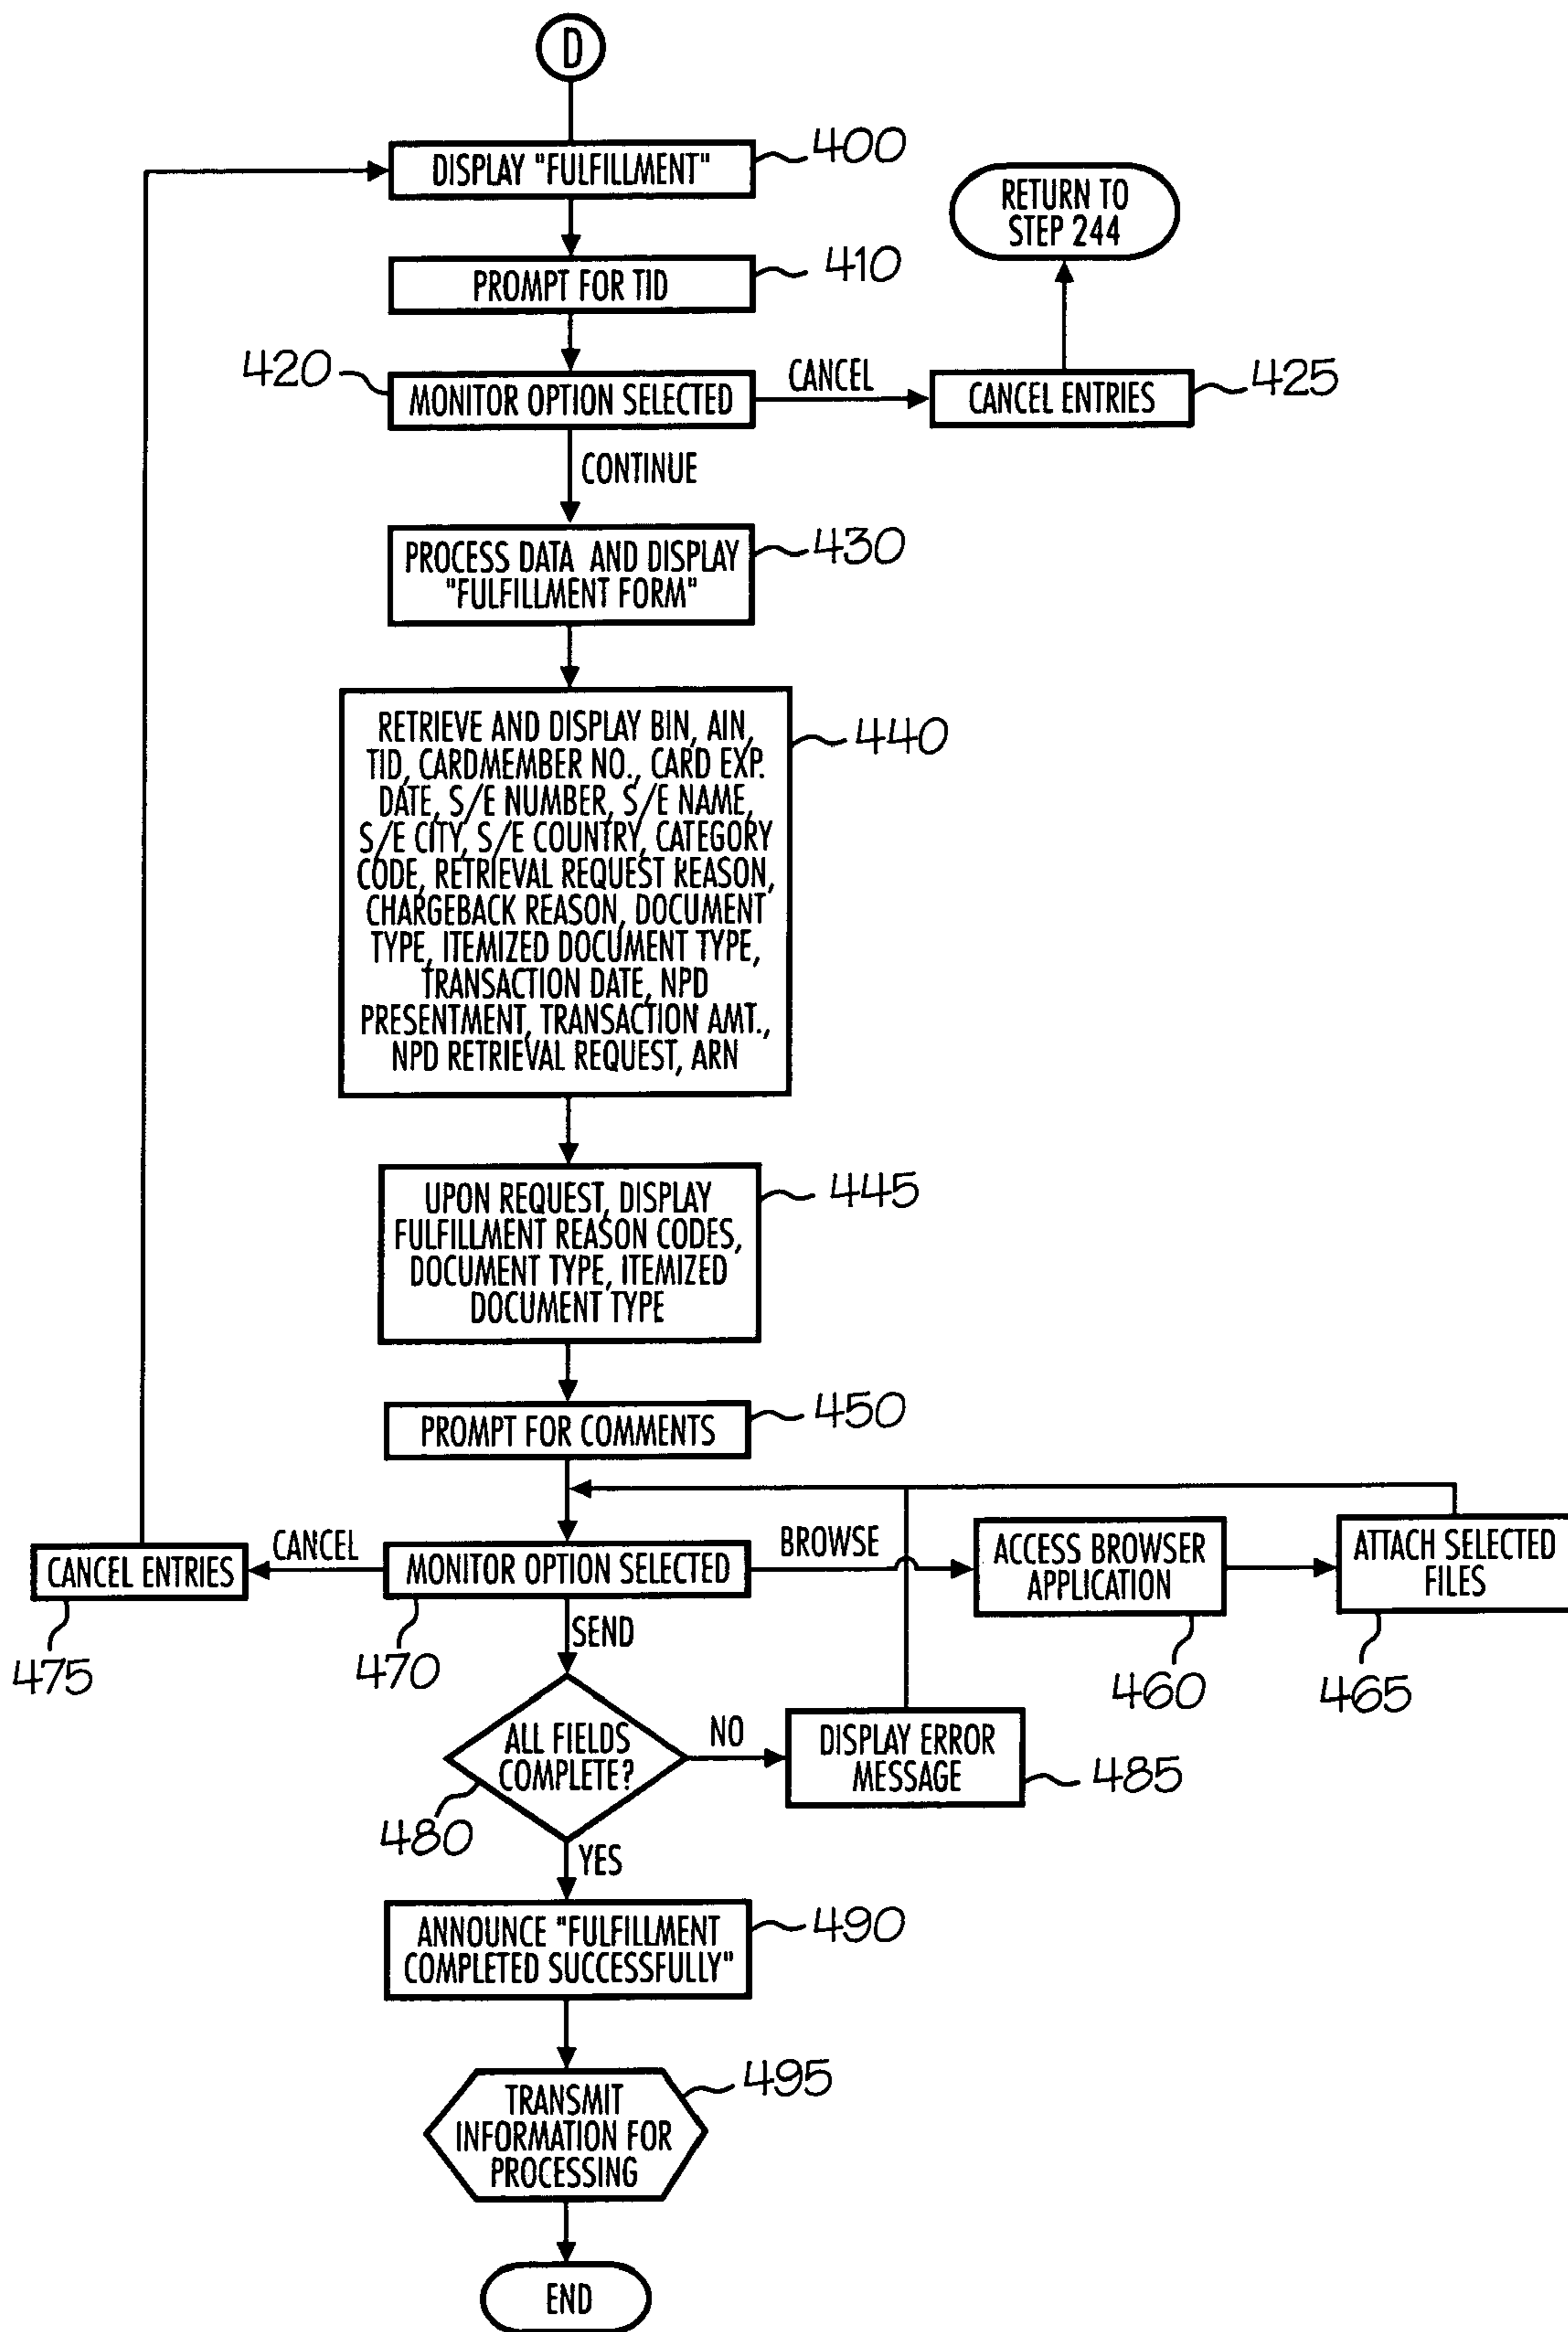 D
DISPLAY "FULFILLMENT"
400
RETURN TO
STEP 244
PROMPT FOR TID
410
420
MONITOR OPTION SELECTED
CANCEL
CANCEL ENTRIES
425
CONTINUE
PROCESS DATA AND DISPLAY
"FULFILLMENT FORM"
430
RETRIEVE AND DISPLAY BIN, AIN,
TID, CARDMEMBER NO., CARD EXP.
DATE, S/E NUMBER, S/E NAME,
S/E CITY, S/E COUNTRY, CATEGORY
CODE, RETRIEVAL REQUEST REASON,
CHARGEBACK REASON, DOCUMENT
TYPE, ITEMIZED DOCUMENT TYPE,
TRANSACTION DATE, NPD
PRESENTMENT, TRANSACTION AMT.,
NPD RETRIEVAL REQUEST, ARN
440
UPON REQUEST, DISPLAY
FULFILLMENT REASON CODES,
DOCUMENT TYPE, ITEMIZED
DOCUMENT TYPE
445
PROMPT FOR COMMENTS
450
CANCEL ENTRIES
475
CANCEL
MONITOR OPTION SELECTED
470
BROWSE
ACCESS BROWSER
APPLICATION
460
ATTACH SELECTED
FILES
465
SEND
ALL FIELDS
COMPLETE?
480
NO
DISPLAY ERROR
MESSAGE
485
YES
ANNOUNCE "FULFILLMENT
COMPLETED SUCCESSFULLY"
490
TRANSMIT
INFORMATION FOR
PROCESSING
495
END